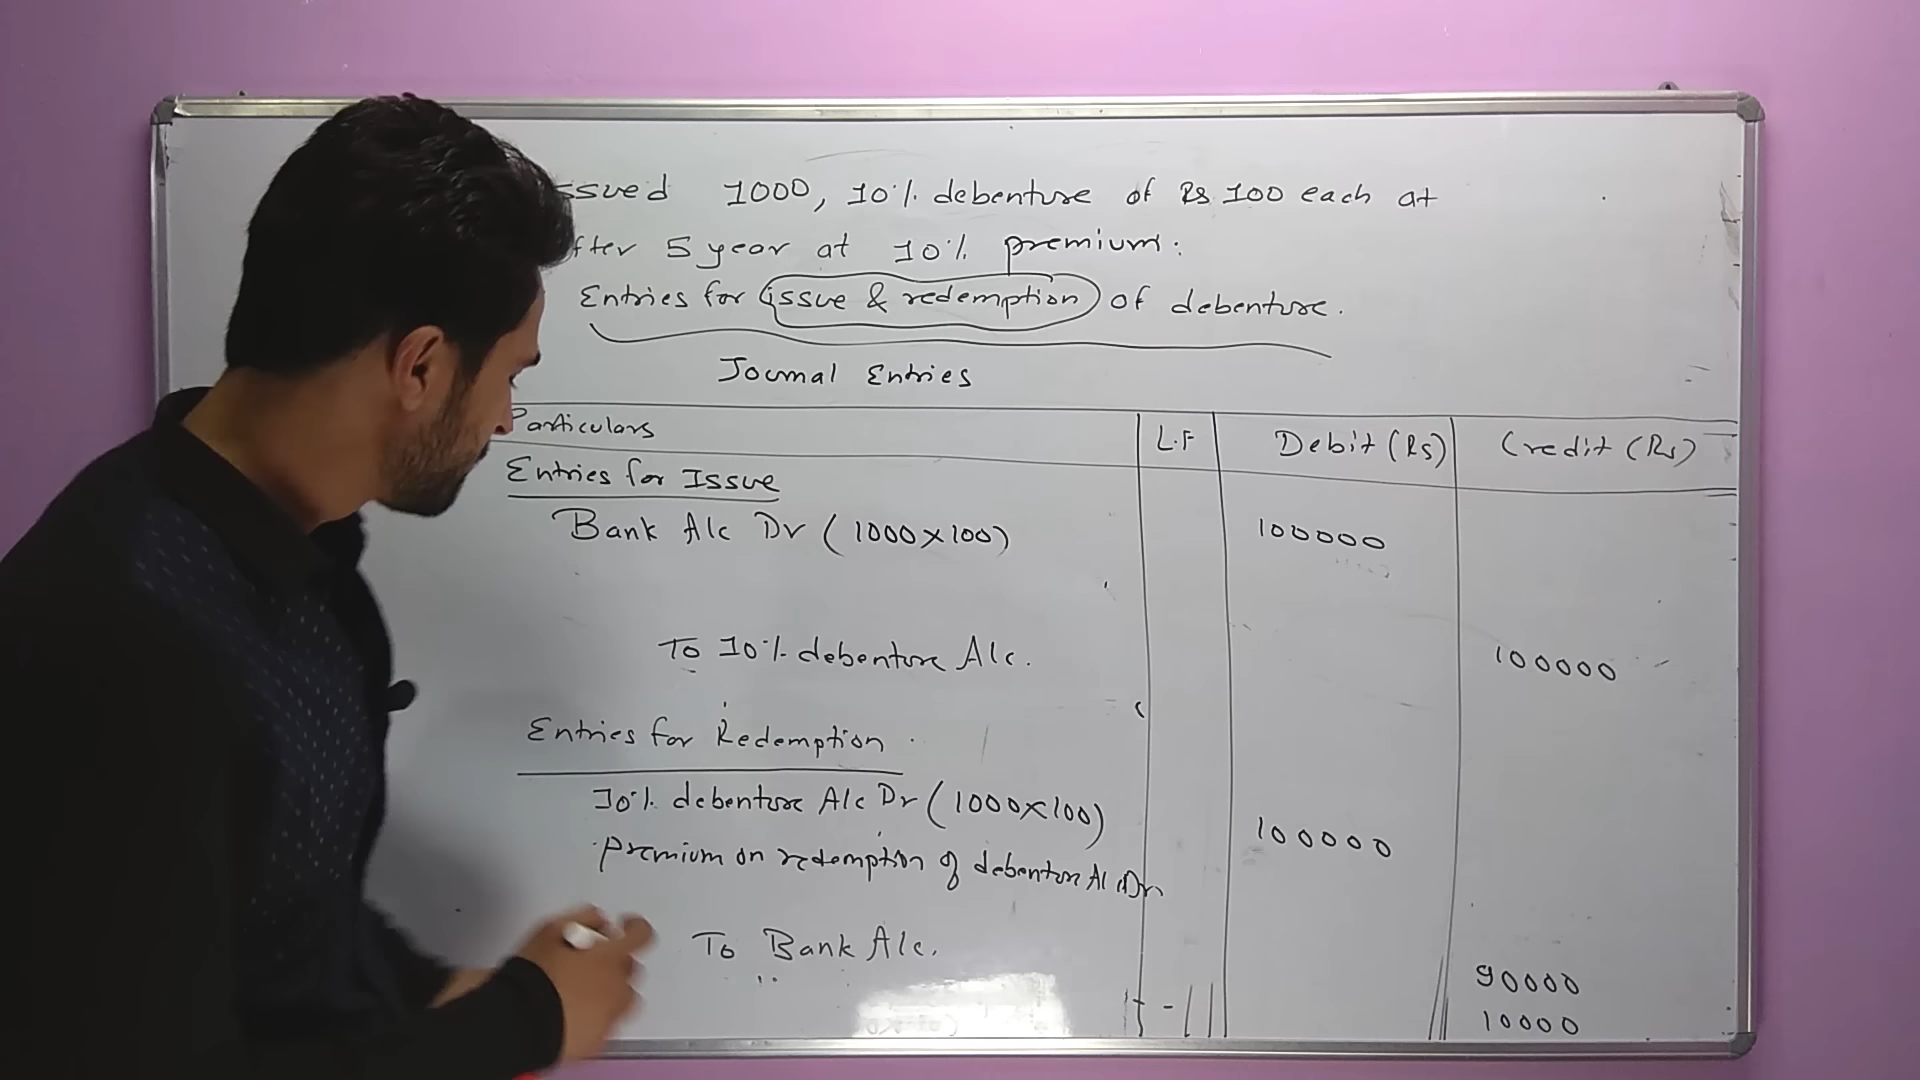 ssued 1000, 10% debenture of Rs 100 each at
fter 5 year at 10% premium.
Entries for issue & redemption of debenture.
Journal Entries
Particulars L.F Debit (Rs) Credit (Rs)
Entries for Issue
Bank A/c Dr (1000×100) 100000
To 10% debenture A/c. 100000
Entries for Redemption
10% debenture A/c Dr (1000×100) 100000
premium on redemption of debenture A/c Dr.
To Bank A/c.
90000
10000